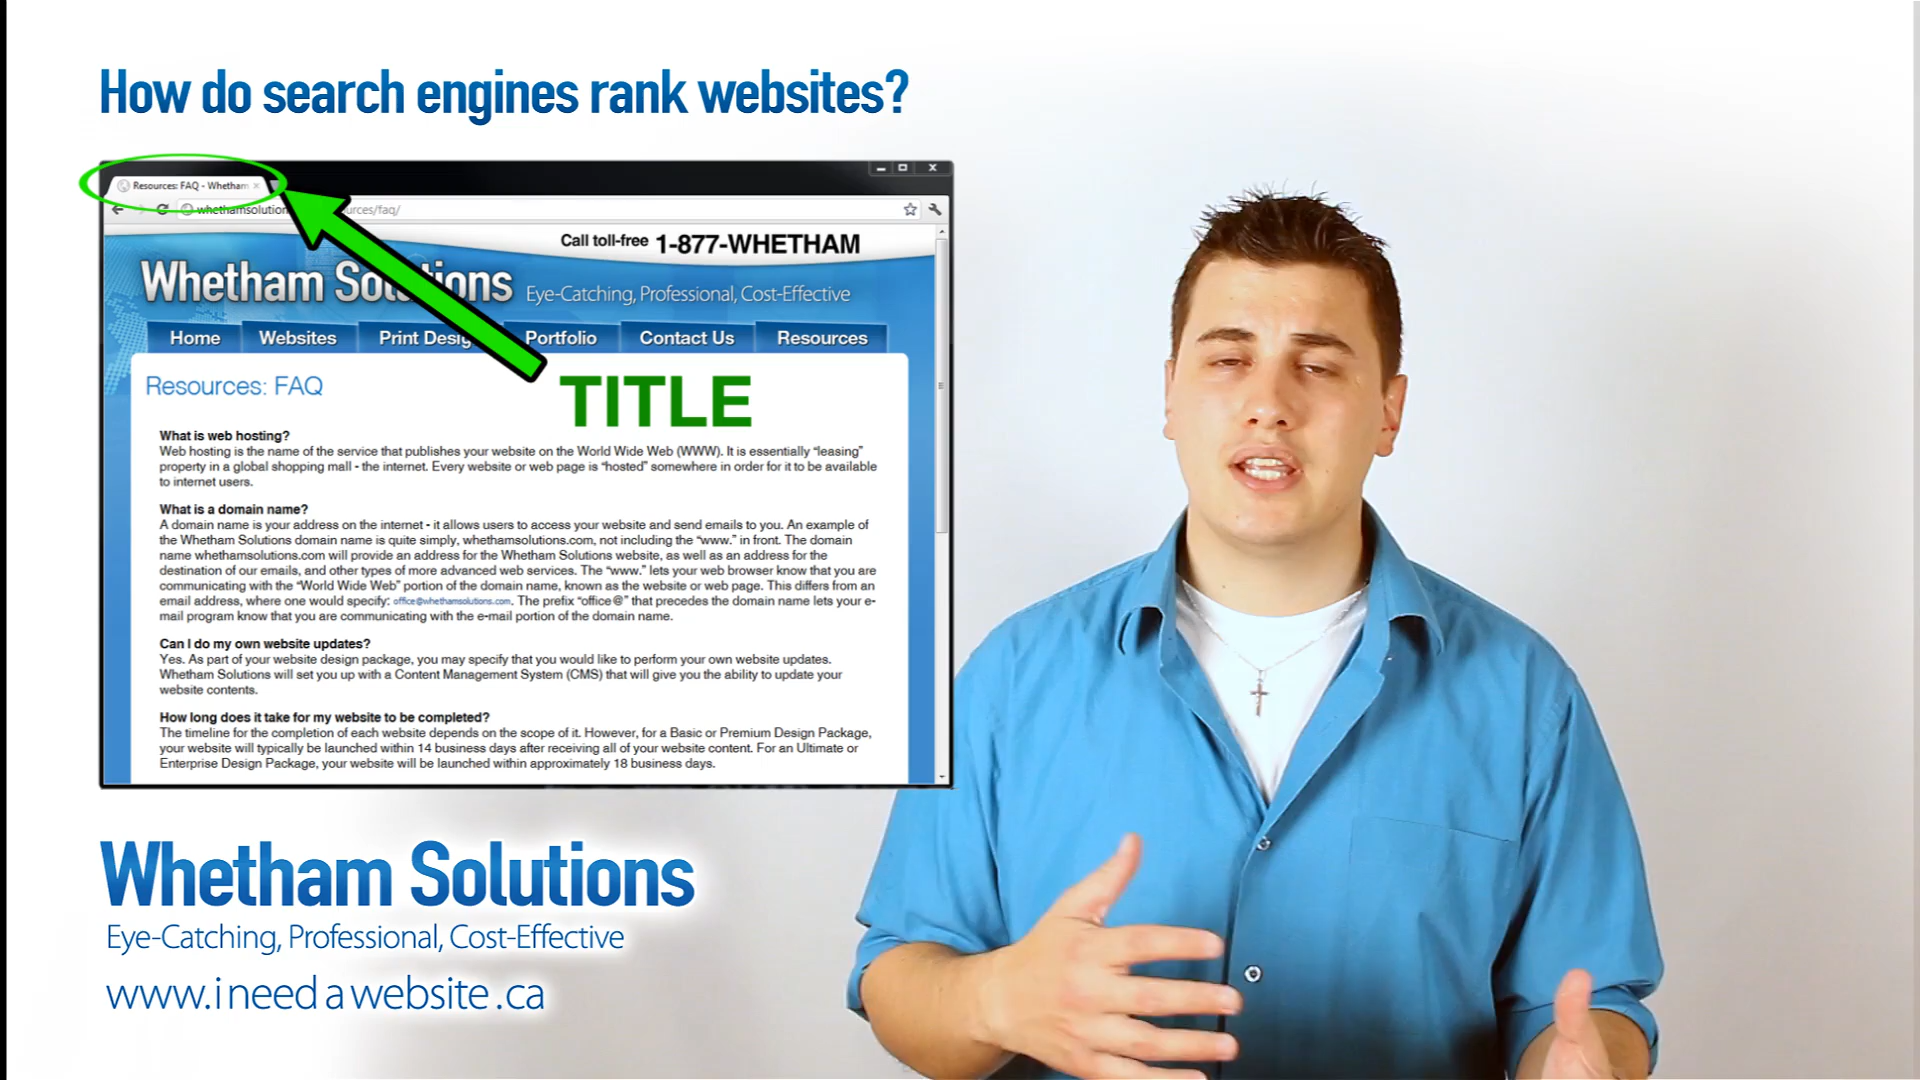 How do search engines rank websites?
Resources: FAQ - Whetham
whethamsolution urces/faq/
Call toll-free 1-877-WHETHAM
Whetham Solutions Eye-Catching, Professional, Cost-Effective
Home Websites Print Desig Portfolio Contact Us Resources
Resources: FAQ
TITLE
What is web hosting?
Web hosting is the name of the service that publishes your website on the World Wide Web (WWW). It is essentially “leasing”
property in a global shopping mall - the internet. Every website or web page is “hosted” somewhere in order for it to be available
to internet users.
What is a domain name?
A domain name is your address on the internet - it allows users to access your website and send emails to you. An example of
the Whetham Solutions domain name is quite simply, whethamsolutions.com, not including the “www.” in front. The domain
name whethamsolutions.com will provide an address for the Whetham Solutions website, as well as an address for the
destination of our emails, and other types of more advanced web services. The “www.” lets your web browser know that you are
communicating with the “World Wide Web” portion of the domain name, known as the website or web page. This differs from an
email address, where one would specify: office@whethamsolutions.com. The prefix “office@” that precedes the domain name lets your e-
mail program know that you are communicating with the e-mail portion of the domain name.
Can I do my own website updates?
Yes. As part of your website design package, you may specify that you would like to perform your own website updates.
Whetham Solutions will set you up with a Content Management System (CMS) that will give you the ability to update your
website contents.
How long does it take for my website to be completed?
The timeline for the completion of each website depends on the scope of it. However, for a Basic or Premium Design Package,
your website will typically be launched within 14 business days after receiving all of your website content. For an Ultimate or
Enterprise Design Package, your website will be launched within approximately 18 business days.
Whetham Solutions
Eye-Catching, Professional, Cost-Effective
www.ineedawebsite.ca